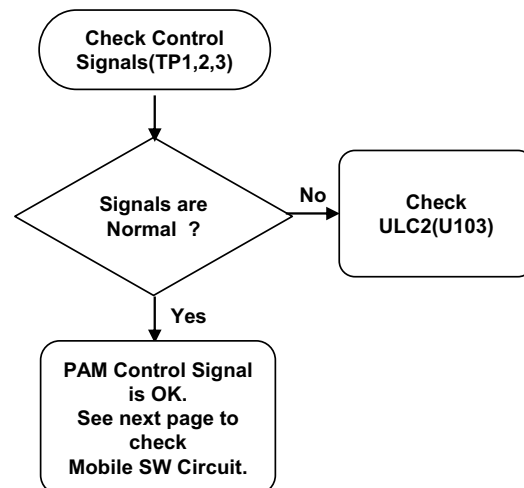 Check Control
Signals(TP1,2,3)
Signals are
Normal ?
No
Check
ULC2(U103)
Yes
PAM Control Signal
is OK.
See next page to
check
Mobile SW Circuit.